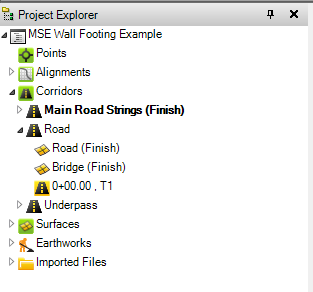 Project Explorer
MSE Wall Footing Example
Points
Alignments
Corridors
Main Road Strings (Finish)
Road
Road (Finish)
Bridge (Finish)
0+00.00 , T1
Underpass
Surfaces
Earthworks
Imported Files